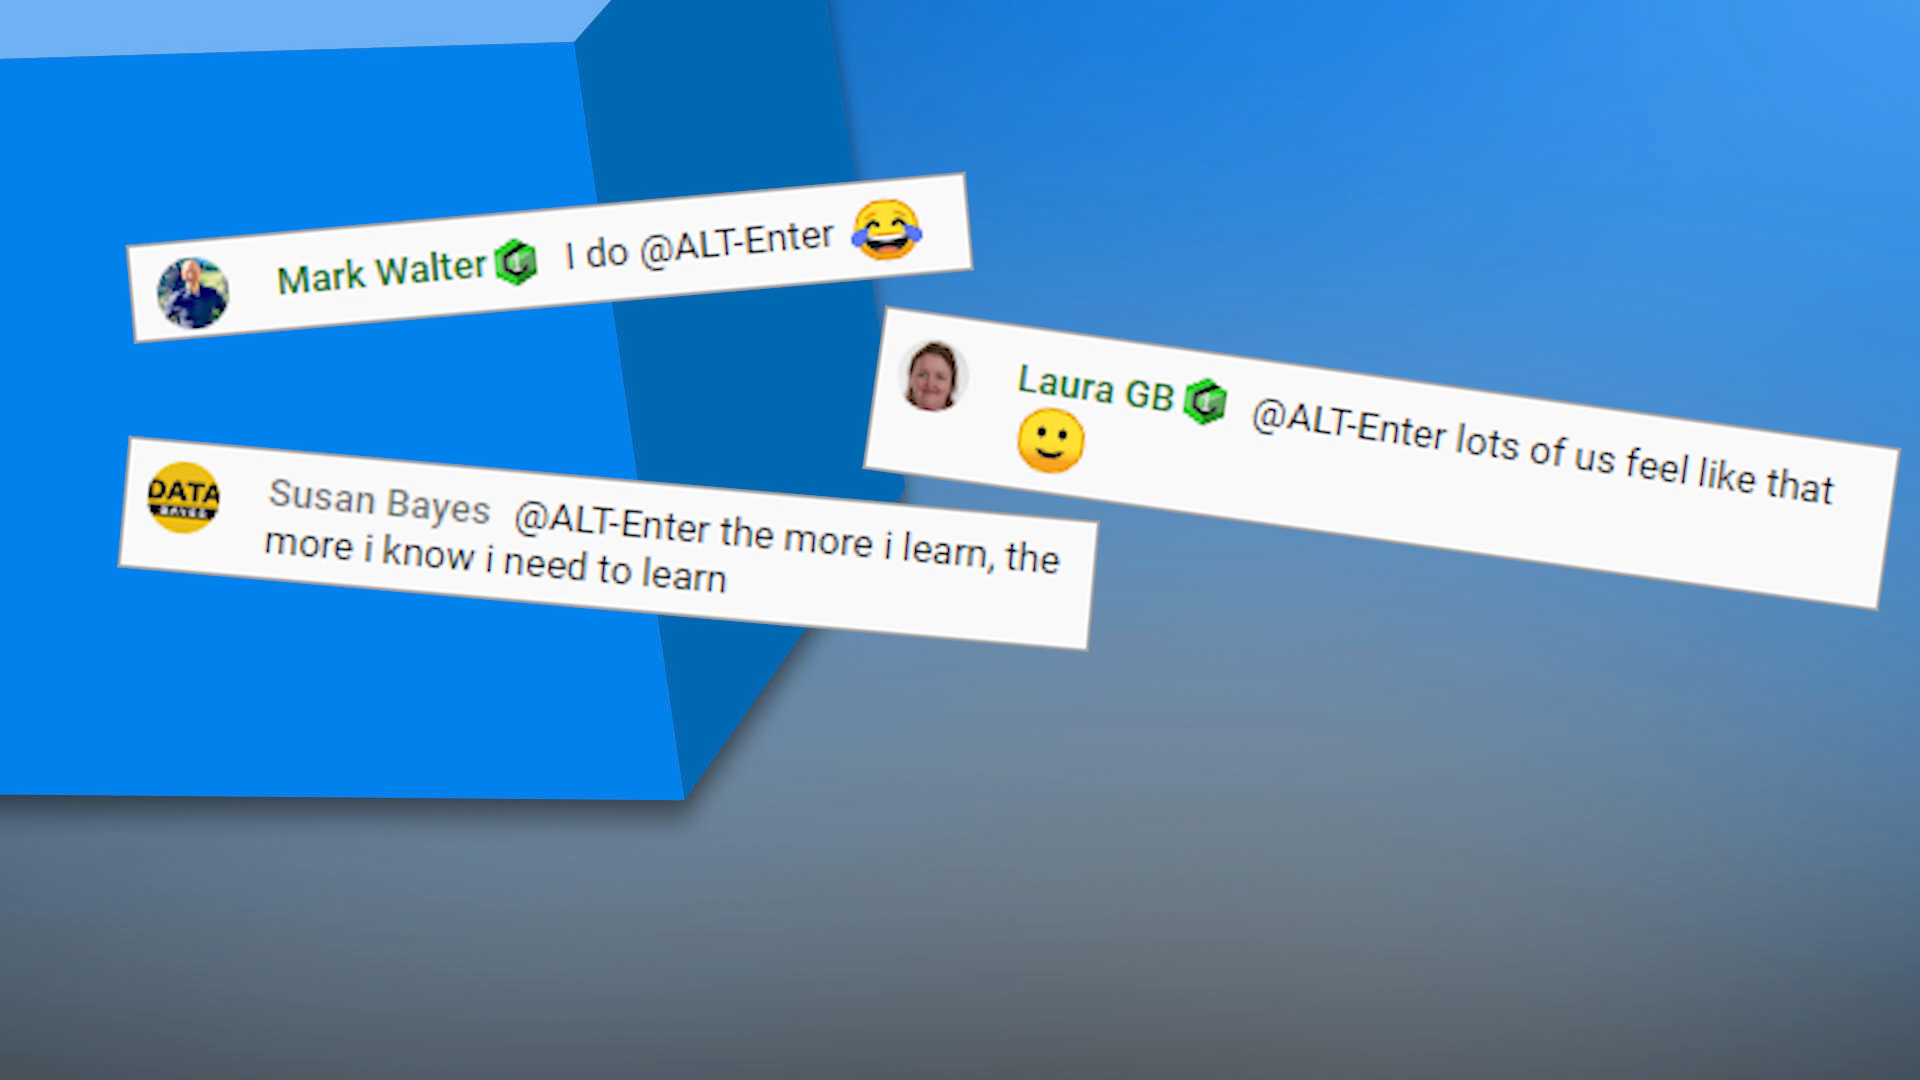 Mark Walter I do @ALT-Enter 😂
Laura GB @ALT-Enter lots of us feel like that
🙂
DATA
BAYES
Susan Bayes @ALT-Enter the more i learn, the
more i know i need to learn